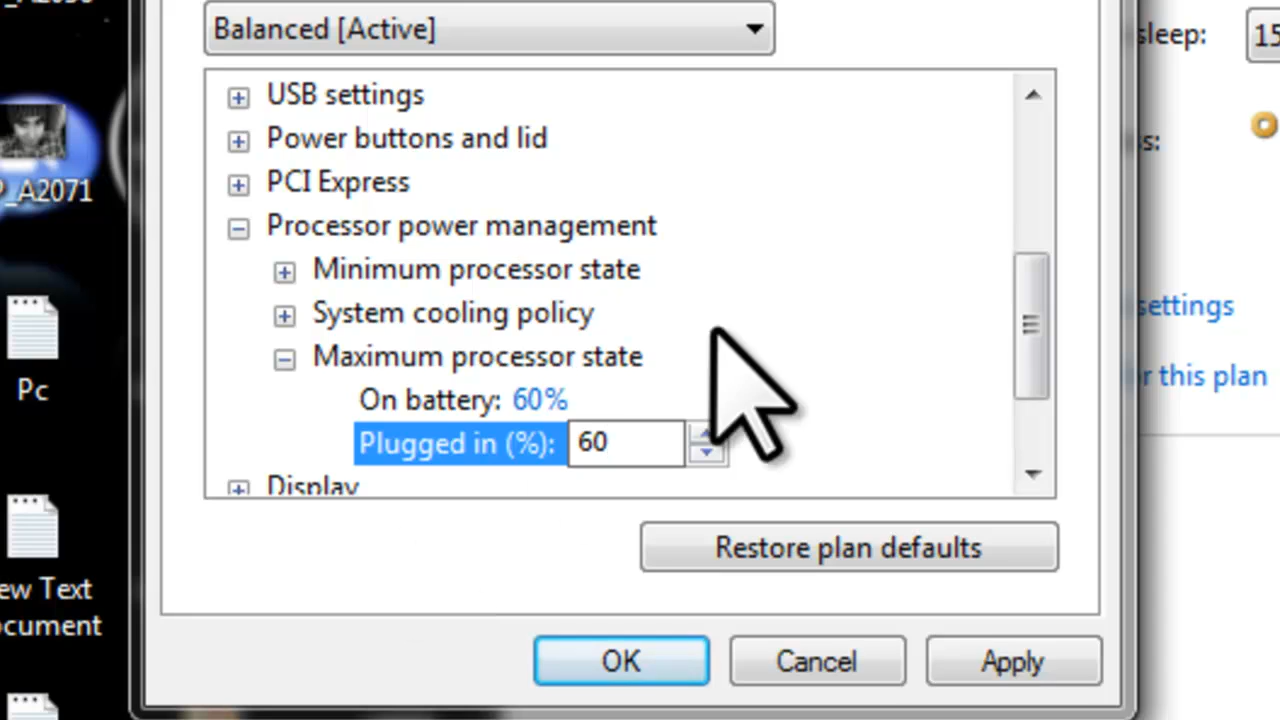 Balanced [Active]
sleep:
15
USB settings
Power buttons and lid
PCI Express
_A2071
Processor power management
Minimum processor state
settings
System cooling policy
Maximum processor state
r this plan
Pc
On battery: 60%
Plugged in (%): 60
Display
Restore plan defaults
ew Text
ocument
OK
Cancel
Apply